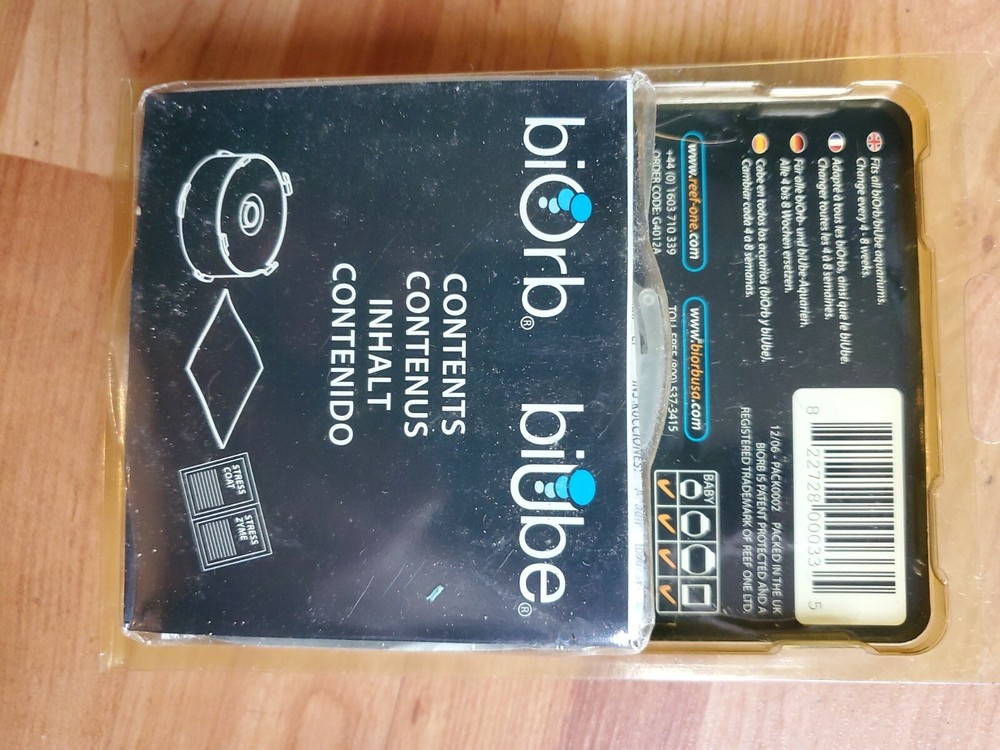 biOrb® biUbe®
CONTENTS
CONTENUS
INHALT
CONTENIDO
STRESS
COAT
STRESS
ZYME
Fits all biOrb/biUbe aquariums.
Change every 4 - 8 weeks.
Adapté à tous les biOrbs, ainsi que le biUbe.
Changer toutes les 4 à 8 semaines.
Für alle biOrb- und biUbe-Aquarien.
Alle 4 bis 8 Wochen ersetzen.
Cabe en todos los acuarios (biOrb y biUbe).
Cambiar cada 4 a 8 semanas.
www.reef-one.com
+44 (0) 1603 710 339
ORDER CODE: G4012A
www.biorbusa.com
TOLL FREE (800) 537-3415
INSTRUCCIONES:
BABY
12/06 - PACK0002 PACKED IN THE UK
BIORB IS PATENT PROTECTED AND A
REGISTERED TRADEMARK OF REEF ONE LTD.
8 22728 00033 5